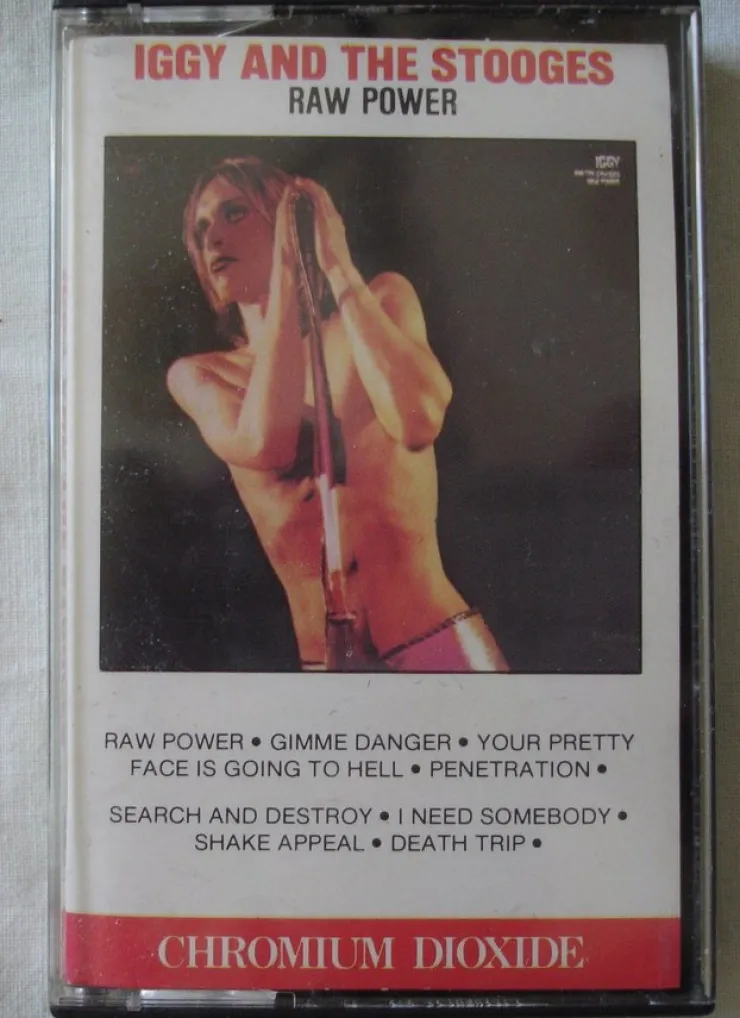 IGGY AND THE STOOGES
RAW POWER
IGGY
RAW POWER • GIMME DANGER • YOUR PRETTY
FACE IS GOING TO HELL • PENETRATION •
SEARCH AND DESTROY • I NEED SOMEBODY •
SHAKE APPEAL • DEATH TRIP •
CHROMIUM DIOXIDE